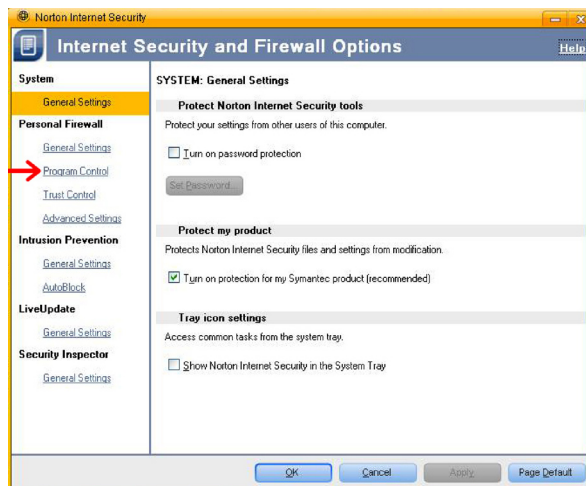 Norton Internet Security
Internet Security and Firewall Options
Help
System
General Settings
Personal Firewall
General Settings
Program Control
Trust Control
Advanced Settings
Intrusion Prevention
General Settings
AutoBlock
LiveUpdate
General Settings
Security Inspector
General Settings
SYSTEM: General Settings
Protect Norton Internet Security tools
Protect your settings from other users of this computer.
Turn on password protection
Set Password...
Protect my product
Protects Norton Internet Security files and settings from modification.
Turn on protection for my Symantec product (recommended)
Tray icon settings
Access common tasks from the system tray.
Show Norton Internet Security in the System Tray
OK
Cancel
Apply
Page Default